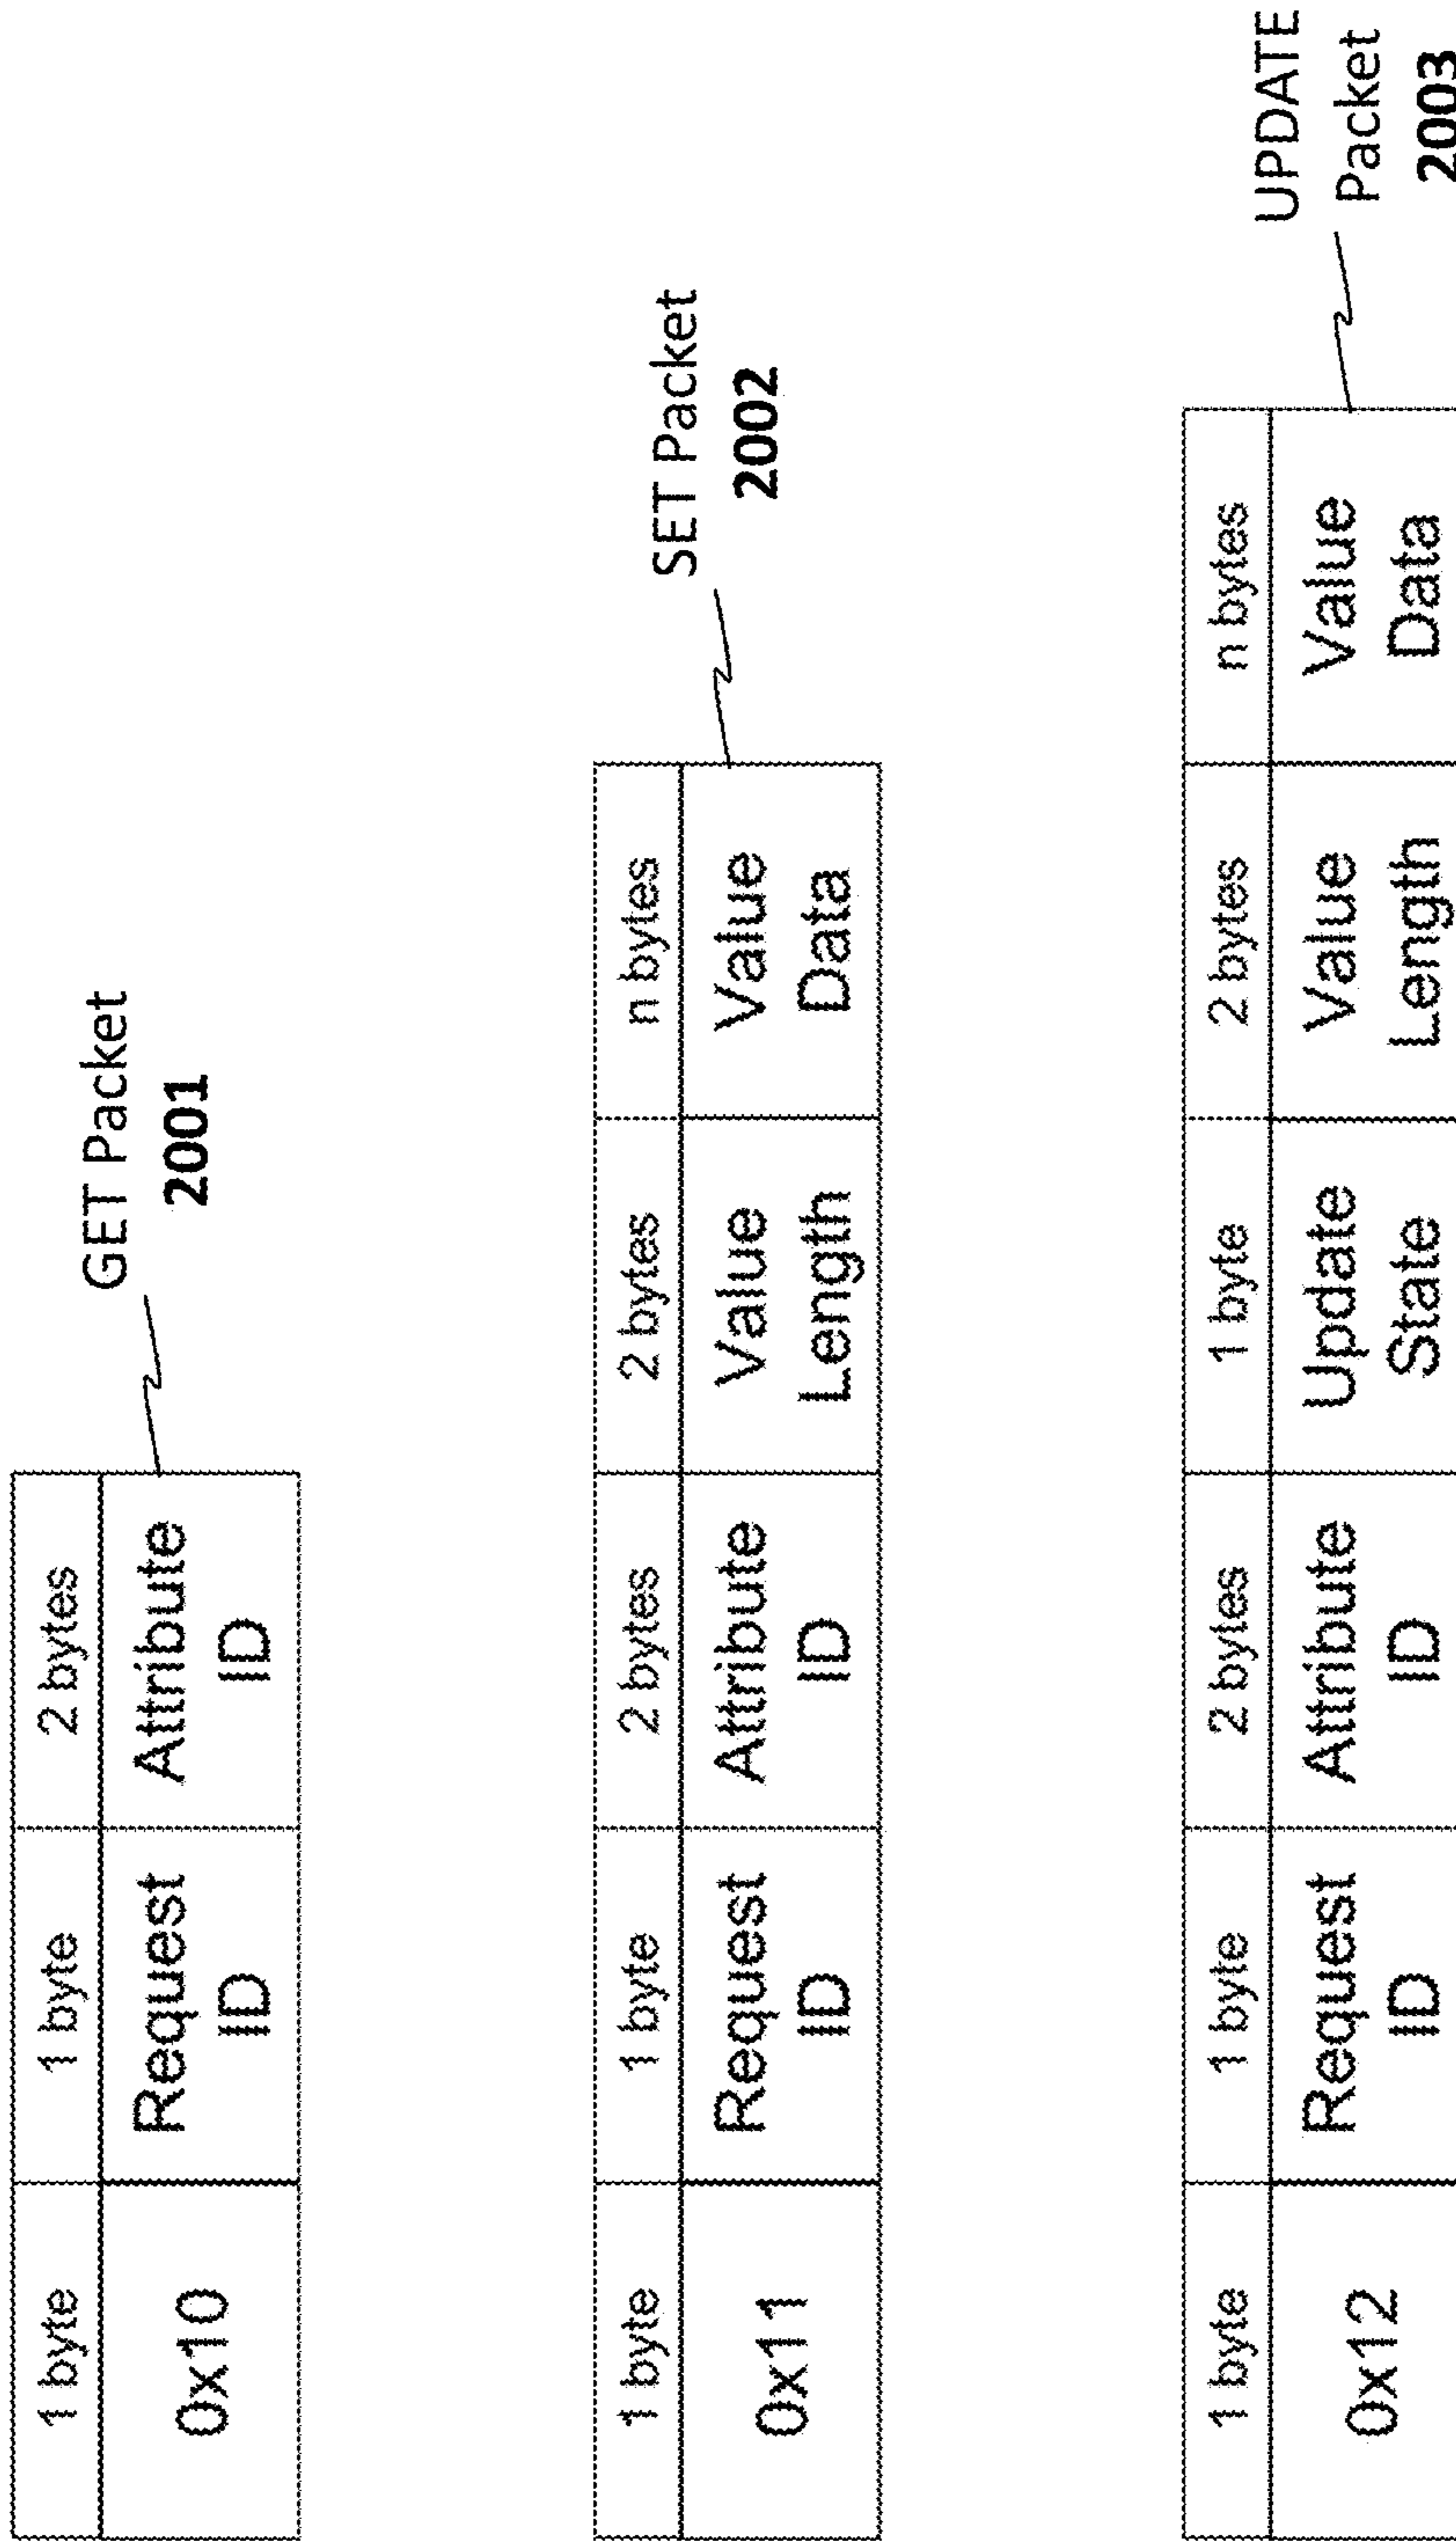 GET Packet
2001
1 byte 1 byte 2 bytes
0x10 Request ID Attribute ID
SET Packet
2002
1 byte 1 byte 2 bytes 2 bytes n bytes
0x11 Request ID Attribute ID Value Length Value Data
UPDATE
Packet
2003
1 byte 1 byte 2 bytes 1 byte 2 bytes n bytes
0x12 Request ID Attribute ID Update State Value Length Value Data